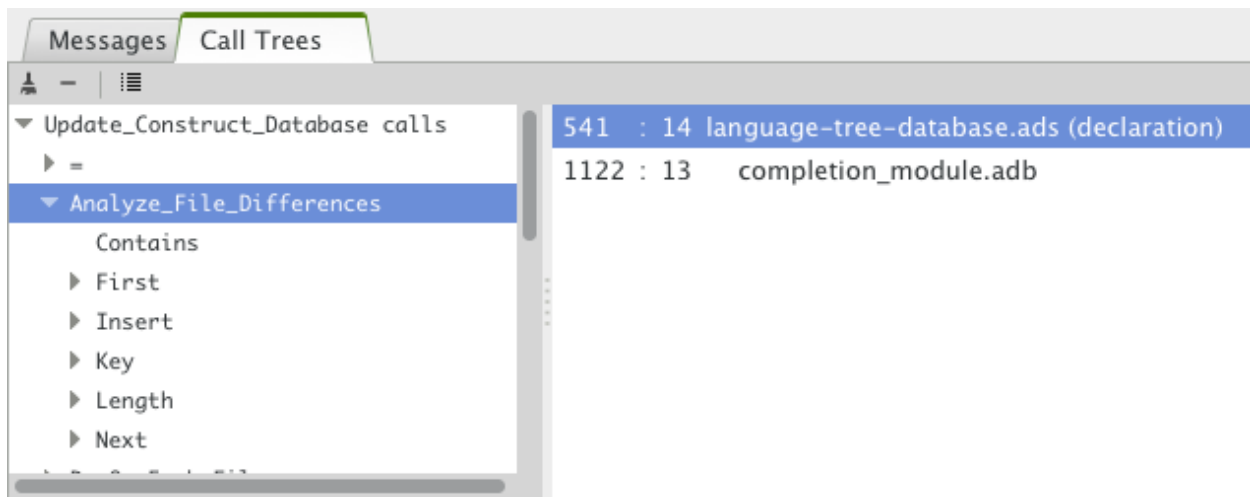 Messages Call Trees
Update_Construct_Database calls
=
Analyze_File_Differences
Contains
First
Insert
Key
Length
Next
541 : 14 language-tree-database.ads (declaration)
1122 : 13 completion_module.adb